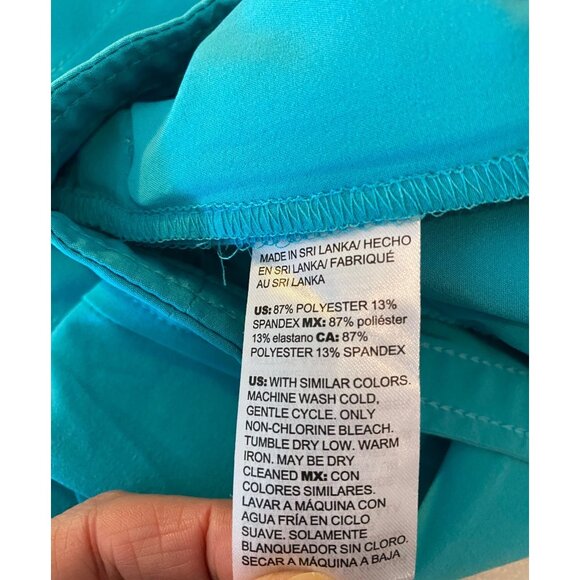 MADE IN SRI LANKA/ HECHO
EN SRI LANKA/ FABRIQUÉ
AU SRI LANKA
US: 87% POLYESTER 13%
SPANDEX MX: 87% poliéster
13% elastano CA: 87%
POLYESTER 13% SPANDEX
US: WITH SIMILAR COLORS.
MACHINE WASH COLD,
GENTLE CYCLE. ONLY
NON-CHLORINE BLEACH.
TUMBLE DRY LOW. WARM
IRON. MAY BE DRY
CLEANED MX: CON
COLORES SIMILARES.
LAVAR A MÁQUINA CON
AGUA FRÍA EN CICLO
SUAVE. SOLAMENTE
BLANQUEADOR SIN CLORO.
SECAR A MÁQUINA A BAJA